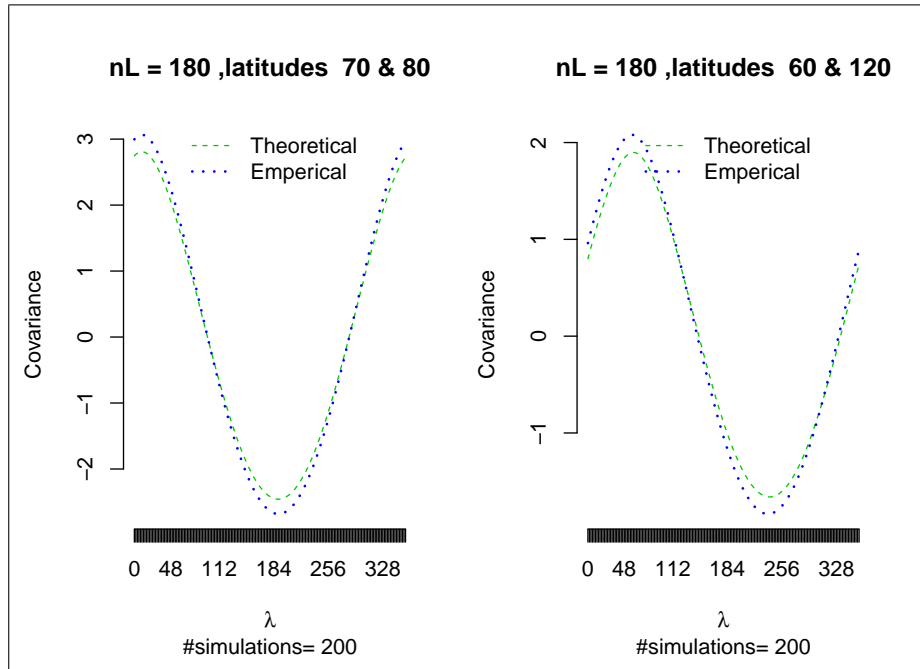 nL = 180 ,latitudes  70 & 80
Theoretical
Emperical
Covariance
3
2
1
0
−1
−2
0 48 112 184 256 328
λ
#simulations= 200
nL = 180 ,latitudes  60 & 120
Theoretical
Emperical
Covariance
2
1
0
−1
0 48 112 184 256 328
λ
#simulations= 200